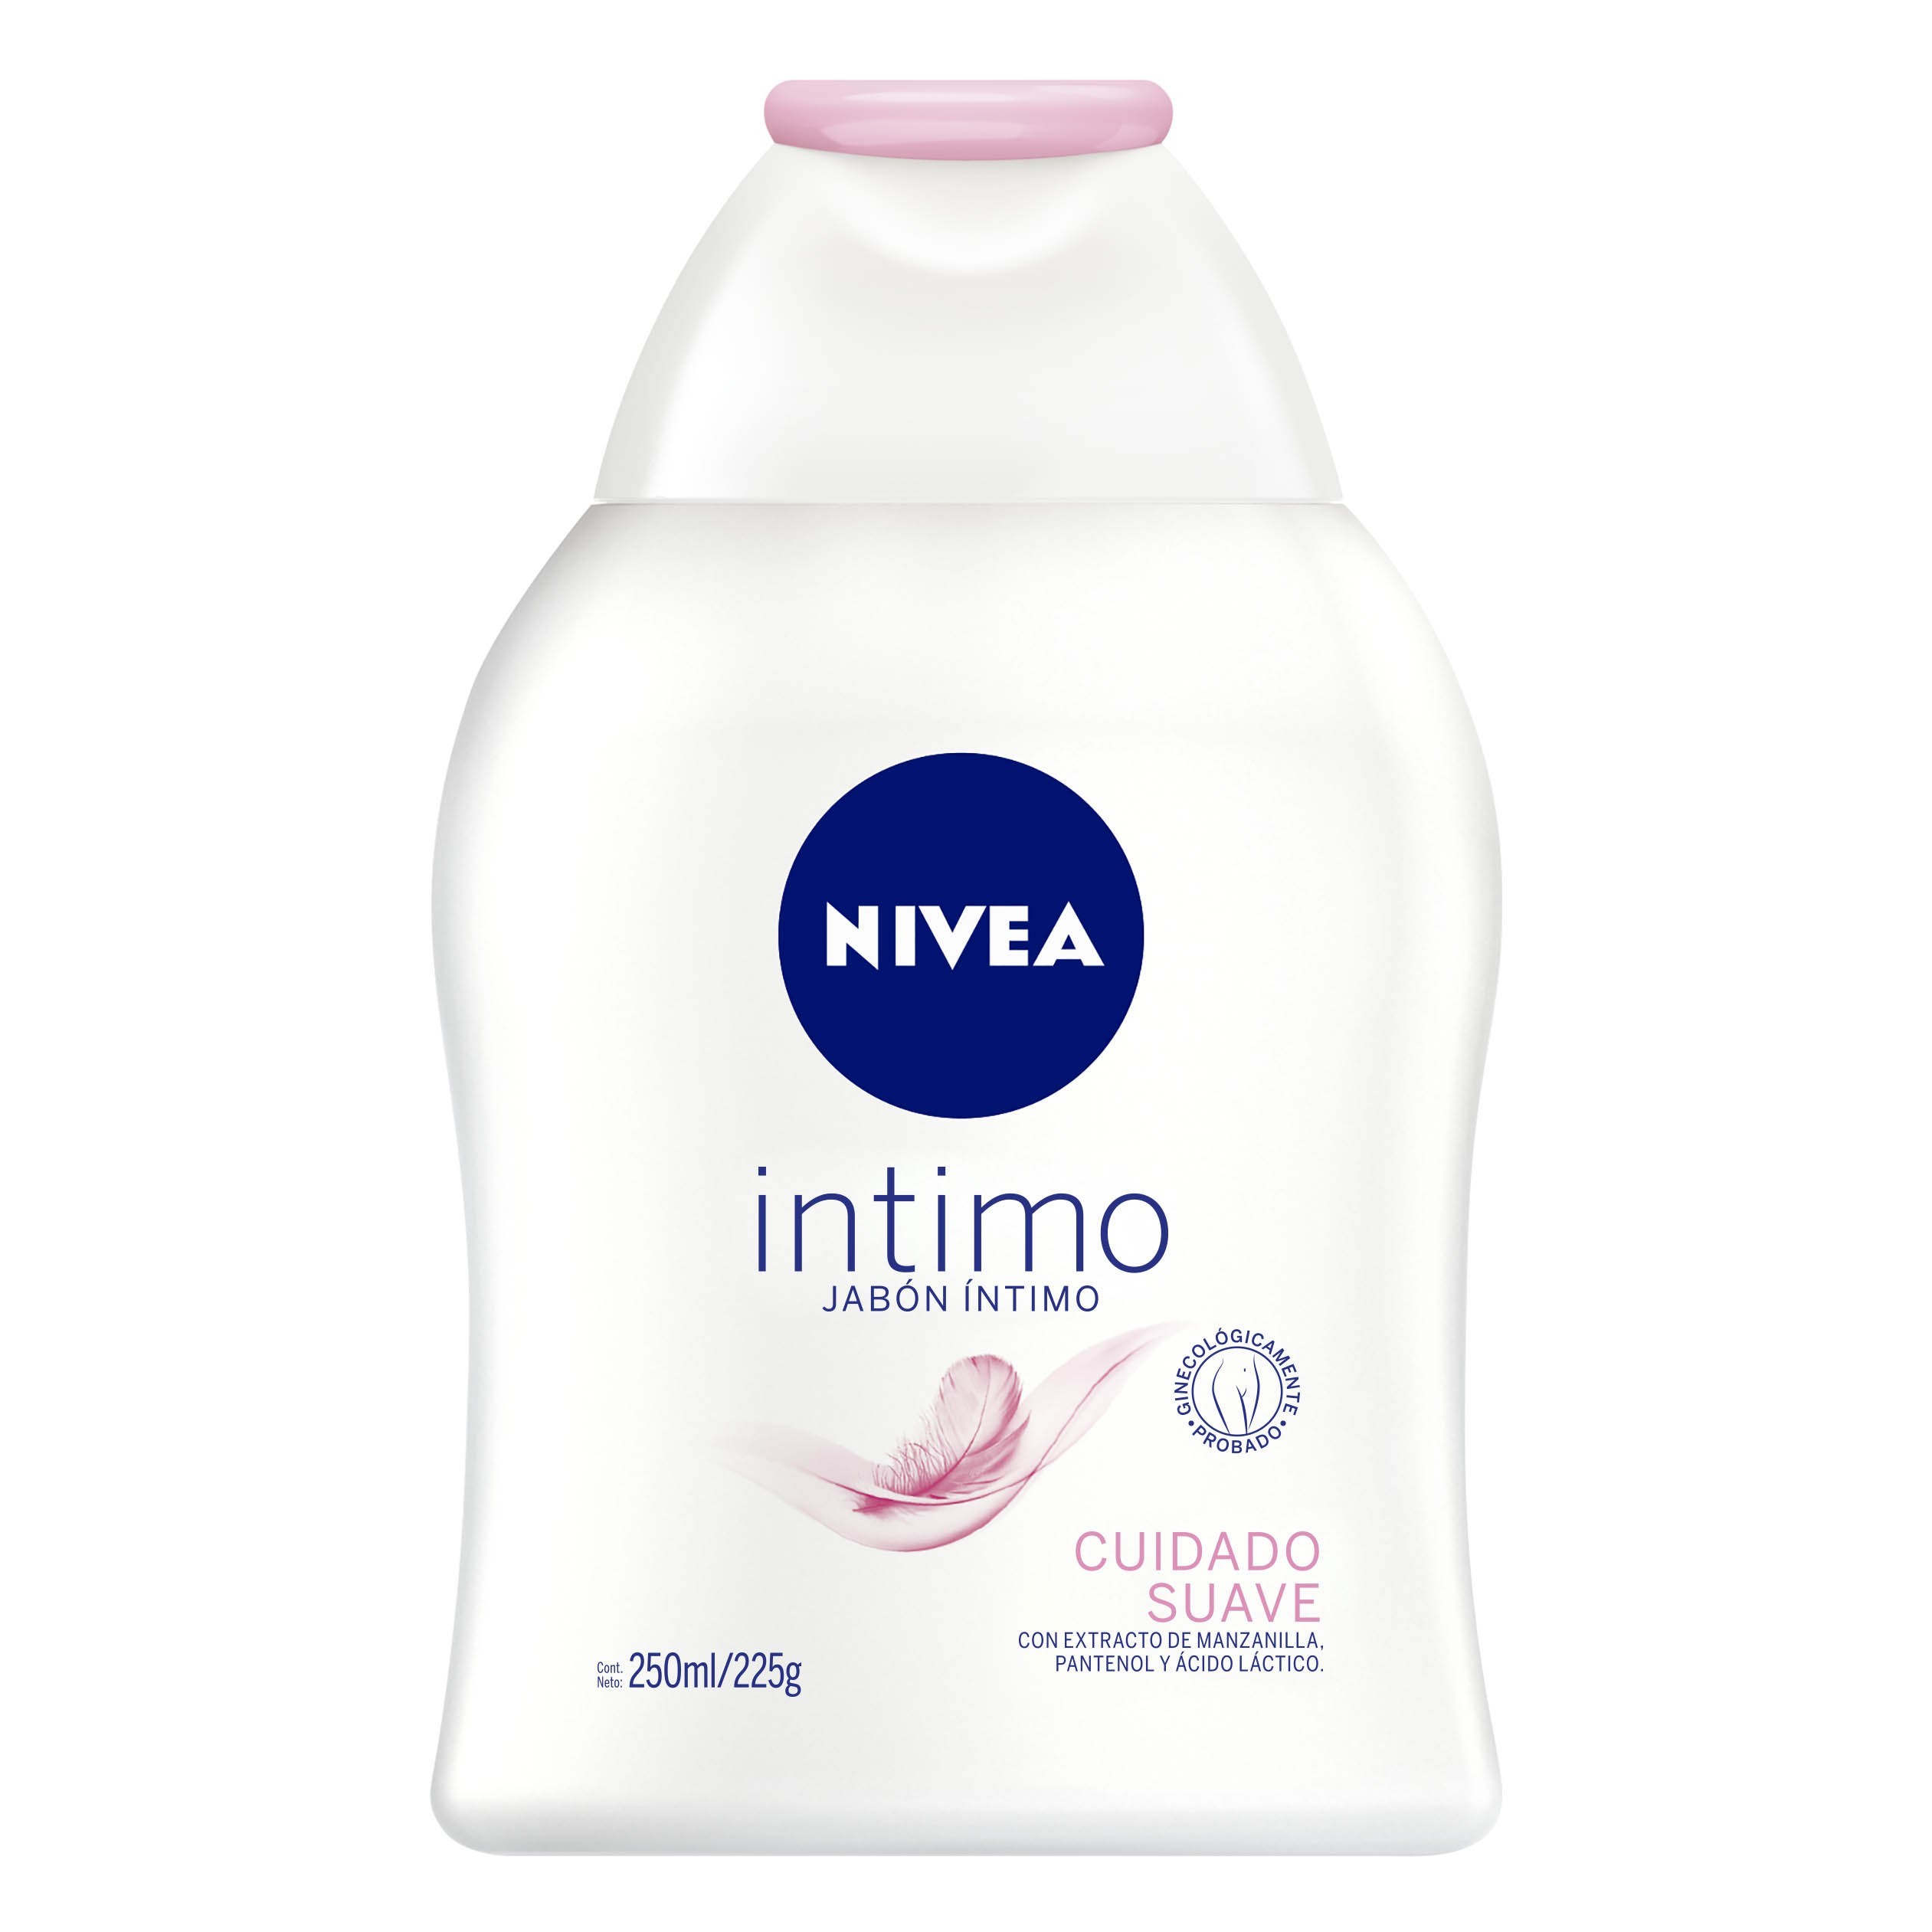 NIVEA
intimo
JABÓN ÍNTIMO
GINECOLÓGICAMENTE
• PROBADO •
CUIDADO
SUAVE
CON EXTRACTO DE MANZANILLA,
PANTENOL Y ÁCIDO LÁCTICO.
Cont.
Neto: 250ml/225g